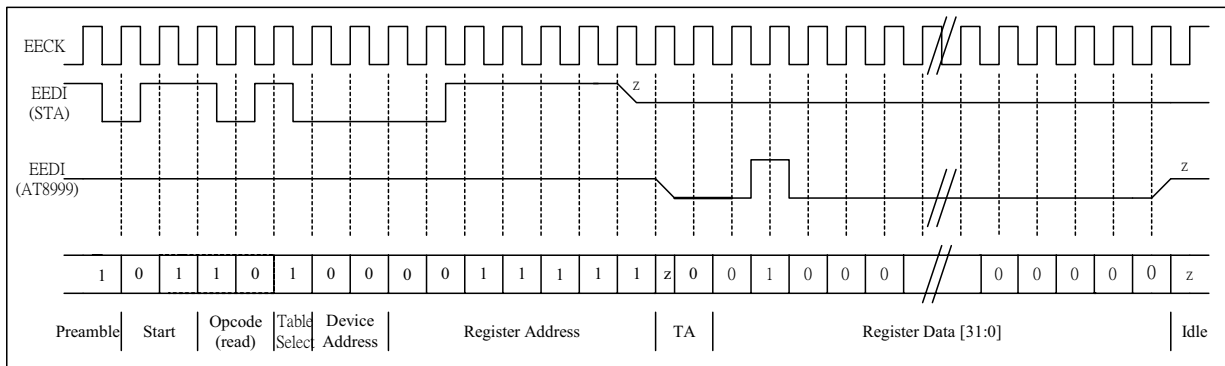 EECK
EEDI
(STA)
z
EEDI
(AT8999)
z
1 0 1 1 0 1 0 0 0 0 1 1 1 1 1 z 0 0 1 0 0 0 0 0 0 0 0 z
Preamble Start Opcode (read) Table Select Device Address Register Address TA Register Data [31:0] Idle